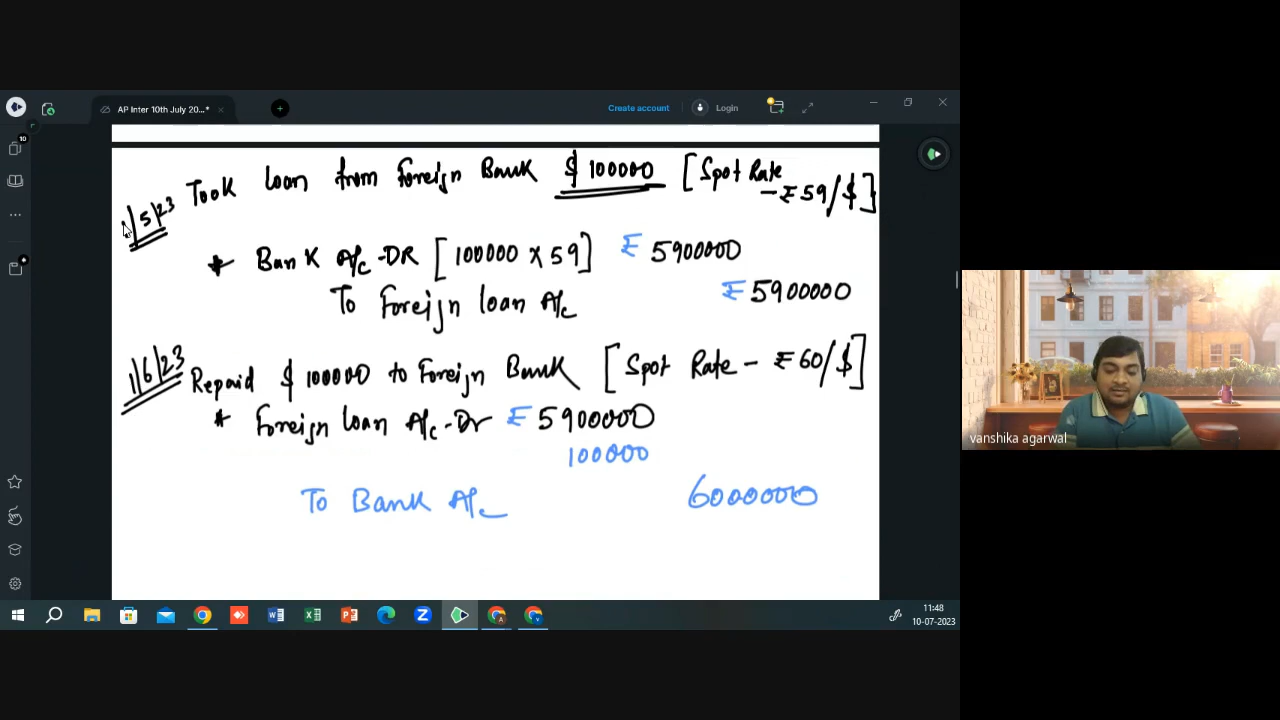 AP Inter 10th July 20...*
Create account
Login
10
Took loan from Foreign Bank $ 100000 [Spot Rate
- ₹ 59/$]
1/5/23
* Bank A/c -DR [100000 x 59] ₹ 5900000
To Foreign loan A/c ₹ 5900000
1/6/23 Repaid $ 100000 to Foreign Bank [Spot Rate - ₹ 60/$]
* Foreign loan A/c -Dr ₹ 5900000
100000
To Bank A/c 6000000
vanshika agarwal
11:48
10-07-2023